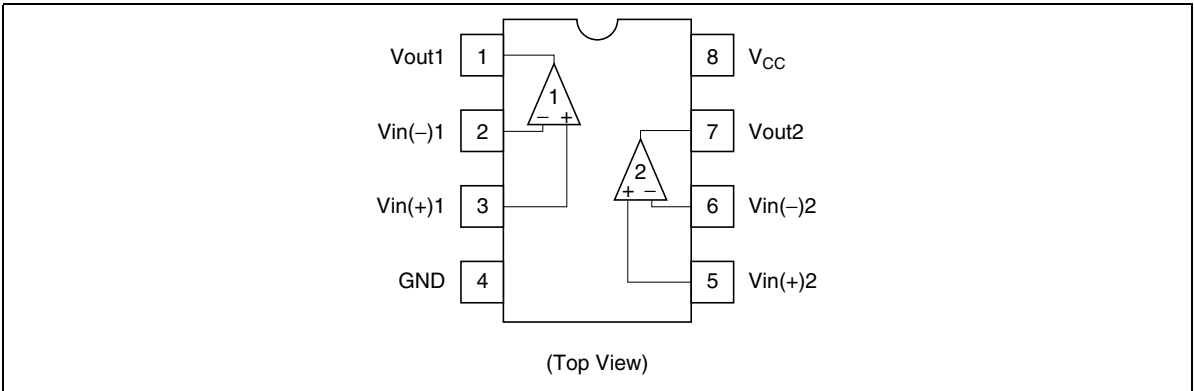 Vout1 1 8 VCC
1
Vin(−)1 2 − + 7 Vout2
2
Vin(+)1 3 + − 6 Vin(−)2
GND 4 5 Vin(+)2
(Top View)